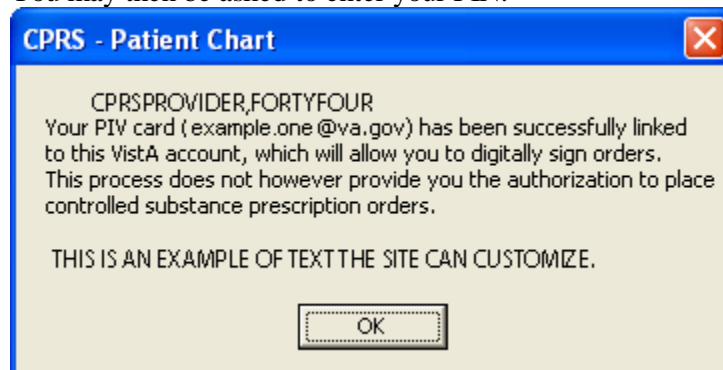 You may then be asked to enter your PIN.
CPRS - Patient Chart
CPRSPROVIDER,FORTYFOUR
Your PIV card (example.one@va.gov) has been successfully linked
to this VistA account, which will allow you to digitally sign orders.
This process does not however provide you the authorization to place
controlled substance prescription orders.
THIS IS AN EXAMPLE OF TEXT THE SITE CAN CUSTOMIZE.
OK